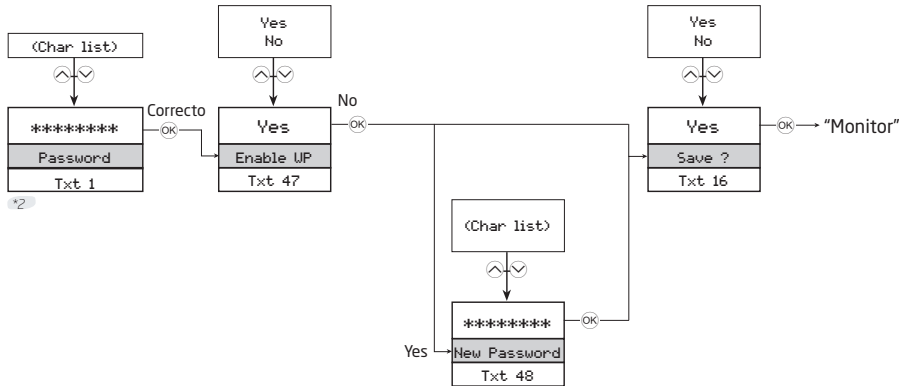 (Char list)
********
Password
Txt 1
*2
Correcto
OK
Yes
No
Yes
Enable WP
Txt 47
No
OK
(Char list)
Yes
********
New Password
Txt 48
OK
Yes
No
Yes
Save ?
Txt 16
OK
"Monitor"